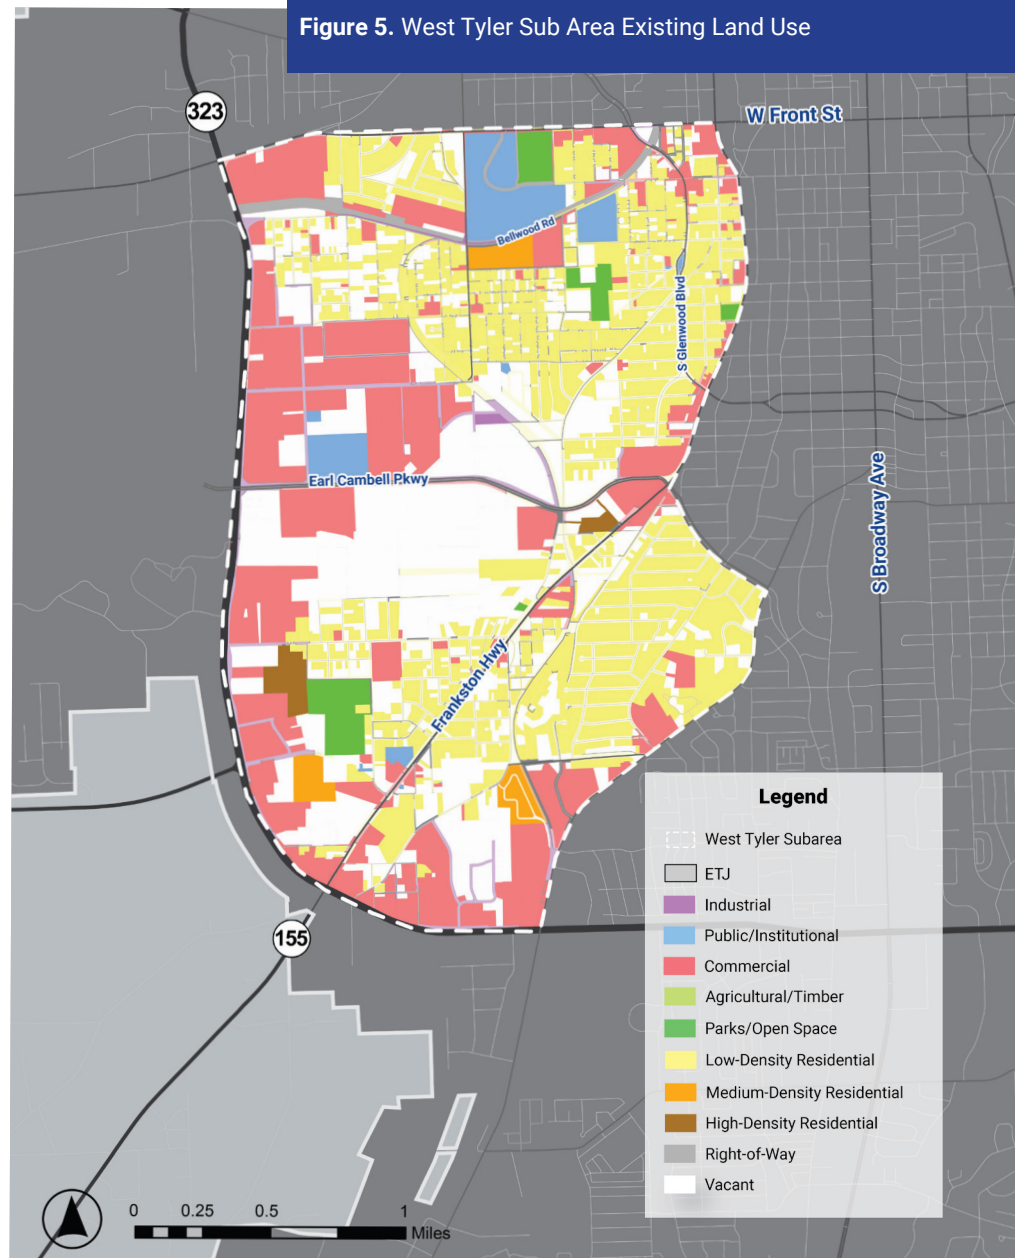 Figure 5. West Tyler Sub Area Existing Land Use
323
W Front St
Bellwood Rd
S Glenwood Blvd
Earl Cambell Pkwy
S Broadway Ave
Frankston Hwy
155
Legend
West Tyler Subarea
ETJ
Industrial
Public/Institutional
Commercial
Agricultural/Timber
Parks/Open Space
Low-Density Residential
Medium-Density Residential
High-Density Residential
Right-of-Way
Vacant
0 0.25 0.5 1
Miles